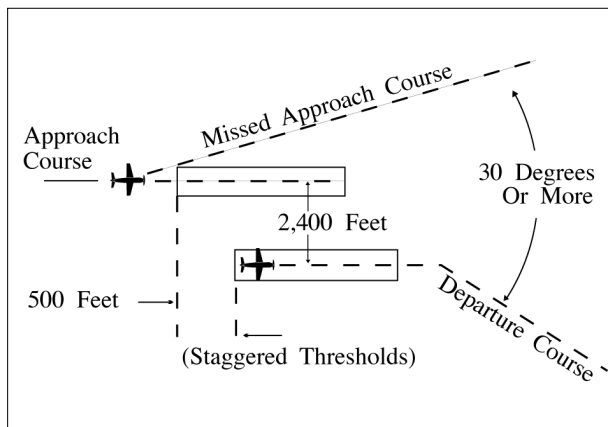 Missed Approach Course
Approach
Course
30 Degrees
Or More
2,400 Feet
500 Feet
Departure Course
(Staggered Thresholds)